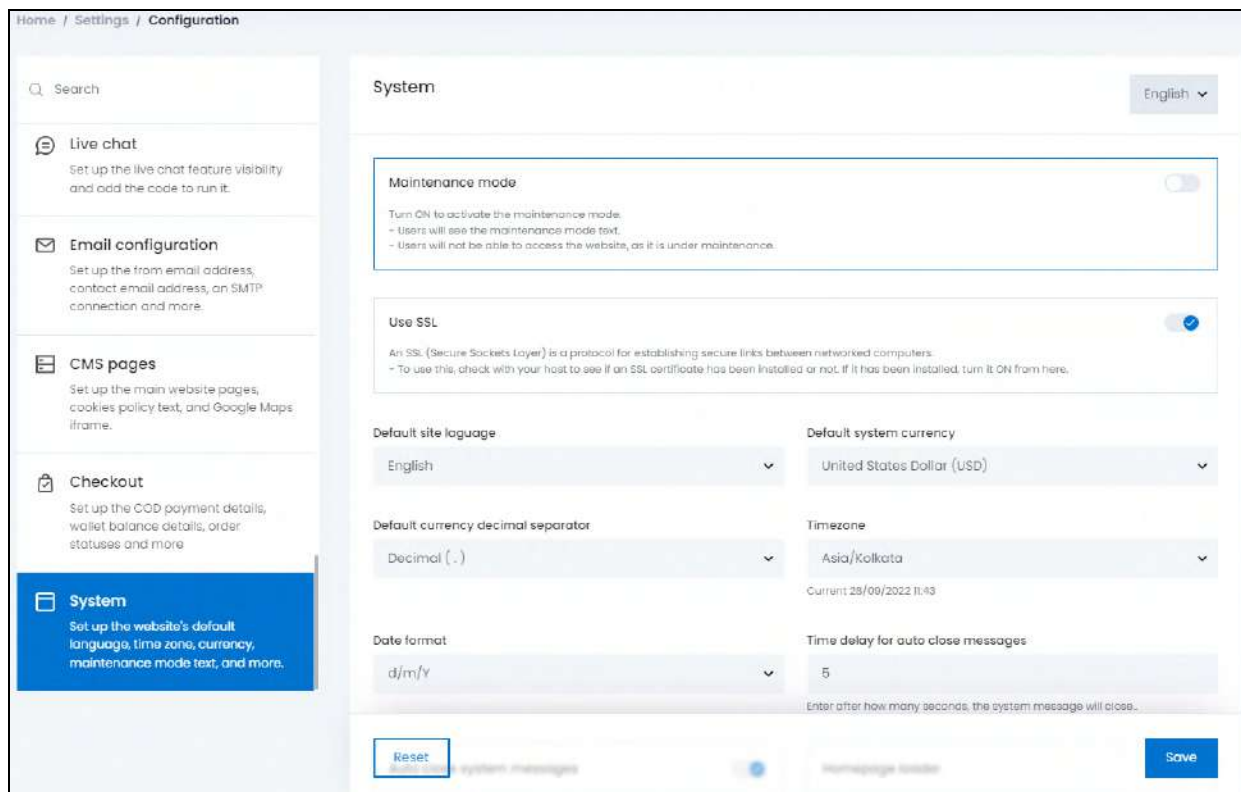 Home / Settings / Configuration
Search
Live chat
Set up the live chat feature visibility
and add the code to run it.
Email configuration
Set up the from email address,
contact email address, an SMTP
connection and more.
CMS pages
Set up the main website pages,
cookies policy text, and Google Maps
iframe.
Checkout
Set up the COD payment details,
wallet balance details, order
statuses and more
System
Set up the website's default
language, time zone, currency,
maintenance mode text, and more.
System
English
Maintenance mode
Turn ON to activate the maintenance mode.
- Users will see the maintenance mode text.
- Users will not be able to access the website, as it is under maintenance.
Use SSL
An SSL (Secure Sockets Layer) is a protocol for establishing secure links between networked computers.
- To use this, check with your host to see if an SSL certificate has been installed or not. If it has been installed, turn it ON from here.
Default site laguage
English
Default system currency
United States Dollar (USD)
Default currency decimal separator
Decimal ( . )
Timezone
Asia/Kolkata
Current 28/09/2022 11:43
Date format
d/m/Y
Time delay for auto close messages
5
Enter after how many seconds, the system message will close..
Reset
Auto close system messages
Homepage loader
Save